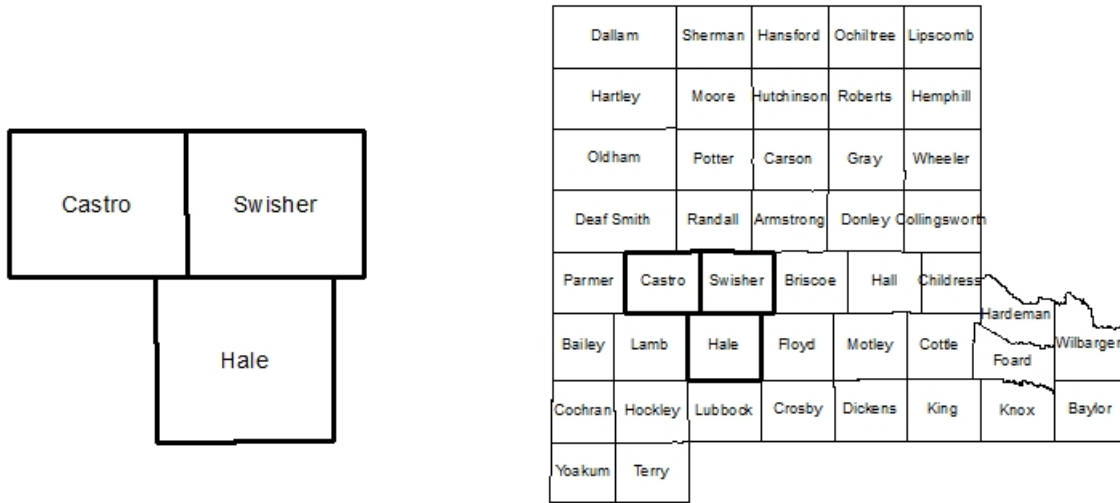 Castro Swisher
Hale
Dallam Sherman Hansford Ochiltree Lipscomb
Hartley Moore Hutchinson Roberts Hemphill
Oldham Potter Carson Gray Wheeler
Deaf Smith Randall Armstrong Donley Collingsworth
Parmer Castro Swisher Briscoe Hall Childress
Hardeman
Bailey Lamb Hale Floyd Motley Cottle Foard Wilbarger
Cochran Hockley Lubbock Crosby Dickens King Knox Baylor
Yoakum Terry